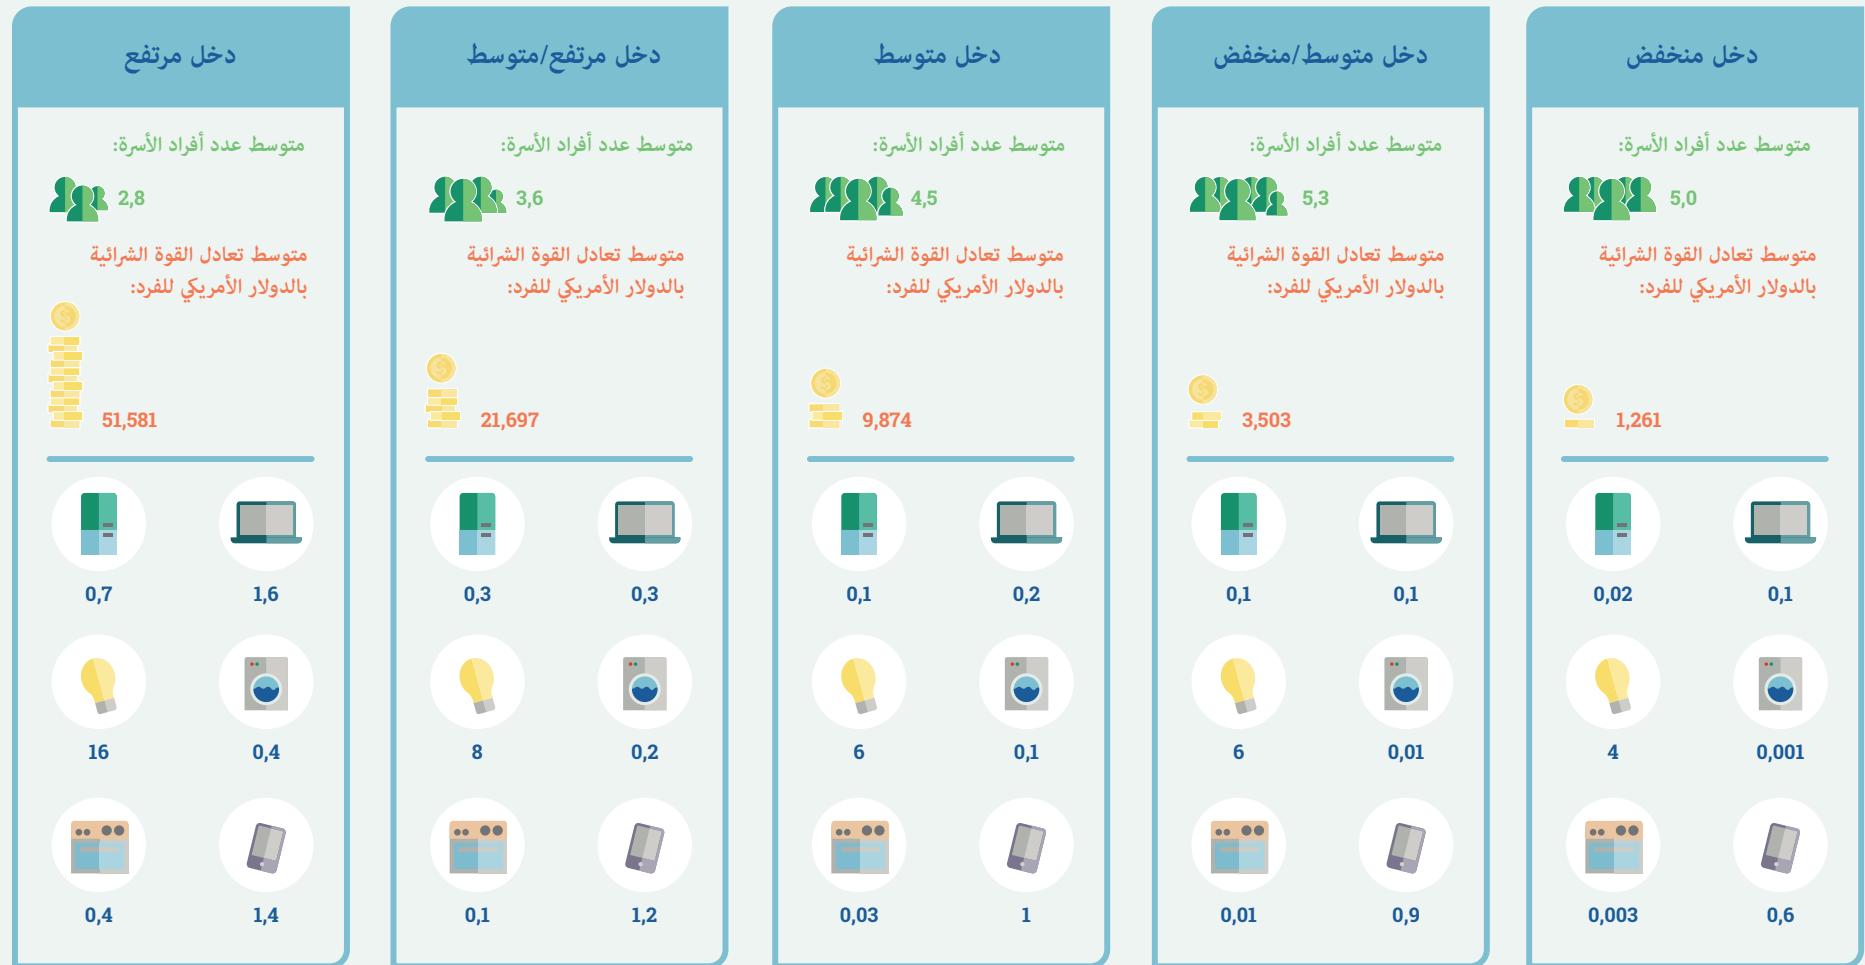 دخل منخفض
متوسط عدد أفراد الأسرة:
5,0
متوسط تعادل القوة الشرائية
بالدولار الأمريكي للفرد:
1,261
0,1
0,02
0,001
4
0,6
0,003
دخل متوسط/منخفض
متوسط عدد أفراد الأسرة:
5,3
متوسط تعادل القوة الشرائية
بالدولار الأمريكي للفرد:
3,503
0,1
0,1
0,01
6
0,9
0,01
دخل متوسط
متوسط عدد أفراد الأسرة:
4,5
متوسط تعادل القوة الشرائية
بالدولار الأمريكي للفرد:
9,874
0,2
0,1
0,1
6
1
0,03
دخل مرتفع/متوسط
متوسط عدد أفراد الأسرة:
3,6
متوسط تعادل القوة الشرائية
بالدولار الأمريكي للفرد:
21,697
0,3
0,3
0,2
8
1,2
0,1
دخل مرتفع
متوسط عدد أفراد الأسرة:
2,8
متوسط تعادل القوة الشرائية
بالدولار الأمريكي للفرد:
51,581
1,6
0,7
0,4
16
1,4
0,4